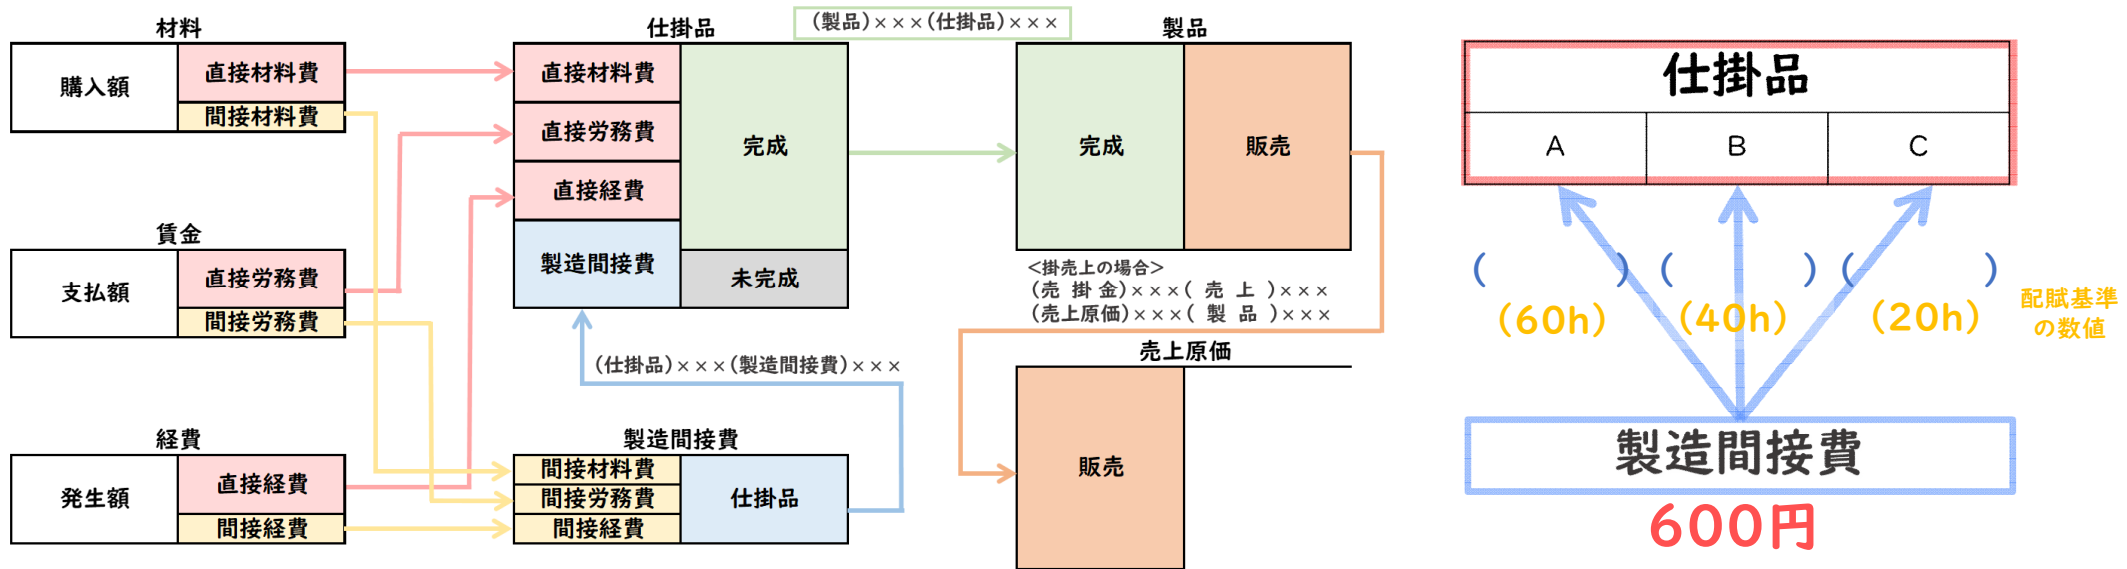 材料
購入額
直接材料費
間接材料費
賃金
支払額
直接労務費
間接労務費
経費
発生額
直接経費
間接経費
仕掛品
直接材料費
直接労務費
直接経費
製造間接費
完成
未完成
(製品)×××(仕掛品)×××
(仕掛品)×××(製造間接費)×××
製造間接費
間接材料費
間接労務費
間接経費
仕掛品
製品
完成
販売
<掛売上の場合>
(売 掛 金)×××( 売 上 )×××
(売上原価)×××( 製 品 )×××
売上原価
販売
仕掛品
A
B
C
( ) ( ) ( )
(60h) (40h) (20h)
配賦基準
の数値
製造間接費
600円